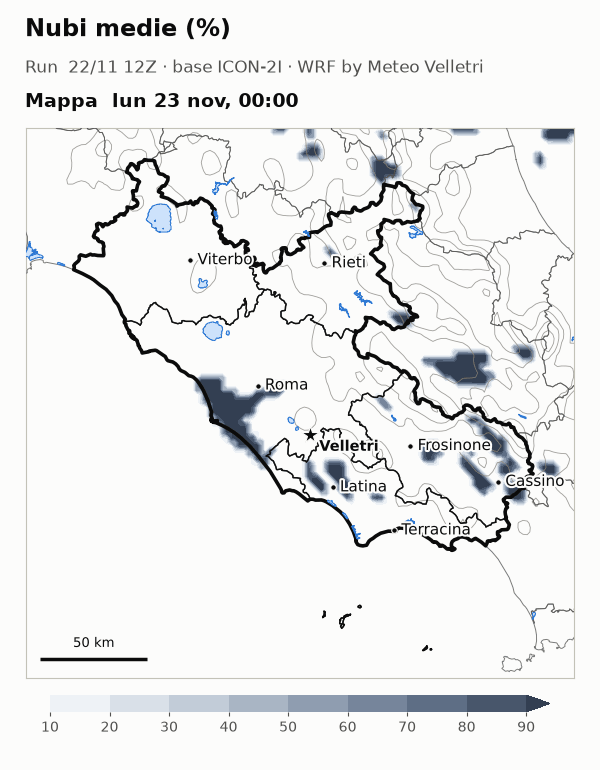 Nubi medie (%)
Run 22/11 12Z · base ICON-2I · WRF by Meteo Velletri
Mappa lun 23 nov, 00:00
Viterbo
Rieti
Roma
Velletri
Frosinone
Latina
Cassino
Terracina
50 km
10 20 30 40 50 60 70 80 90